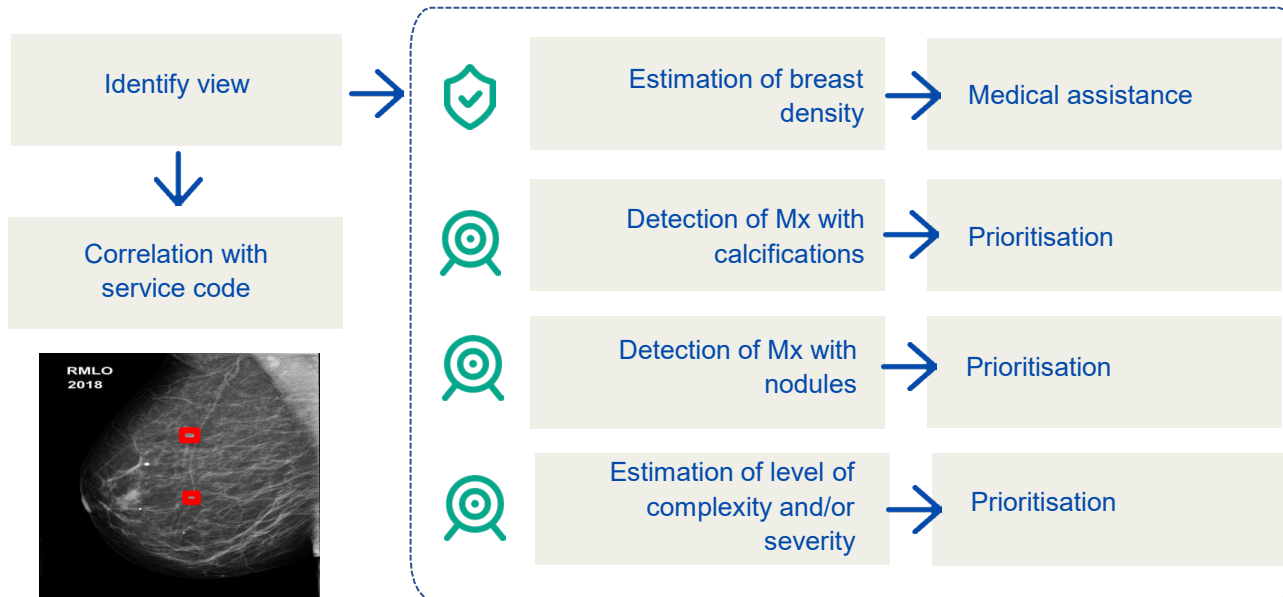 Identify view
Correlation with
service code
RMLO
2018
Estimation of breast
density
Medical assistance
Detection of Mx with
calcifications
Prioritisation
Detection of Mx with
nodules
Prioritisation
Estimation of level of
complexity and/or
severity
Prioritisation